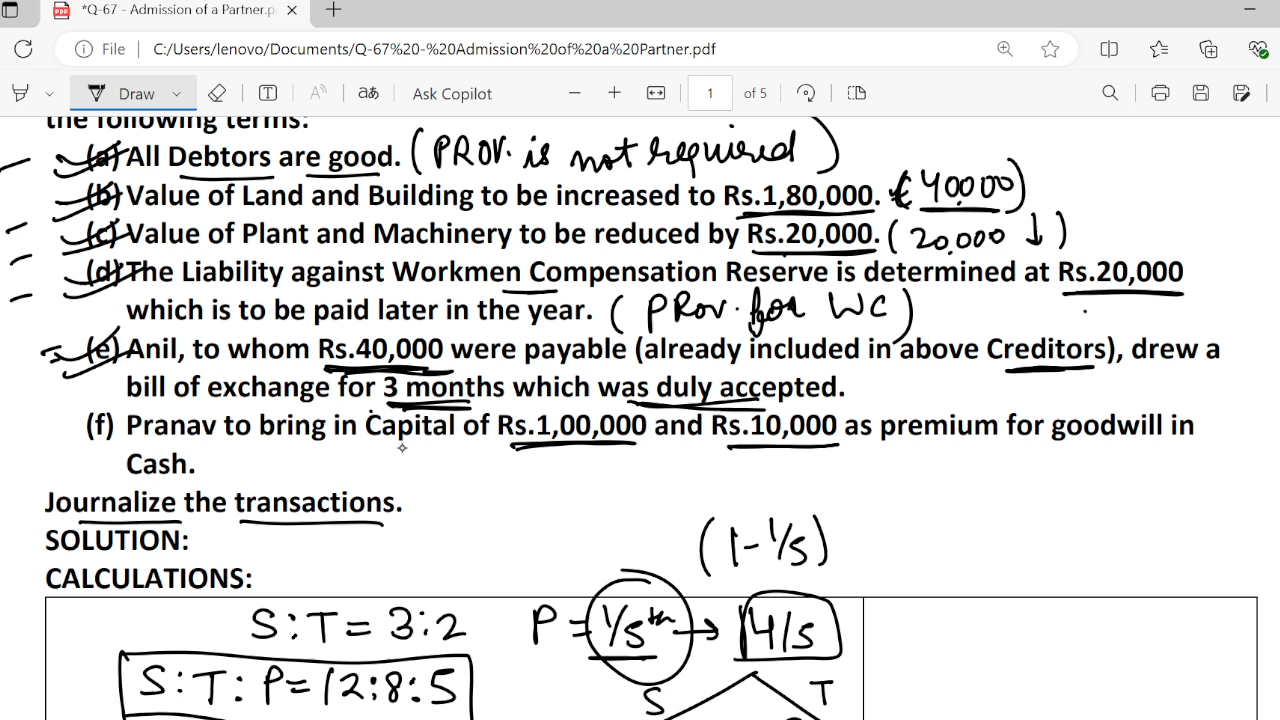 *Q-67 - Admission of a Partner.p
File C:/Users/lenovo/Documents/Q-67%20-%20Admission%20of%20a%20Partner.pdf
Draw T aあ Ask Copilot 1 of 5
the following terms:
(a) All Debtors are good. (PROV. is not required)
(b) Value of Land and Building to be increased to Rs.1,80,000. (40,000)
(c) Value of Plant and Machinery to be reduced by Rs.20,000. (20,000 ↓)
(d) The Liability against Workmen Compensation Reserve is determined at Rs.20,000
which is to be paid later in the year. (PROV. for WC)
(e) Anil, to whom Rs.40,000 were payable (already included in above Creditors), drew a
bill of exchange for 3 months which was duly accepted.
(f) Pranav to bring in Capital of Rs.1,00,000 and Rs.10,000 as premium for goodwill in
Cash.
Journalize the transactions.
SOLUTION:
(1-1/5)
CALCULATIONS:
S:T = 3:2 P = 1/5th → 4/5
S:T:P = 12:8:5
S T